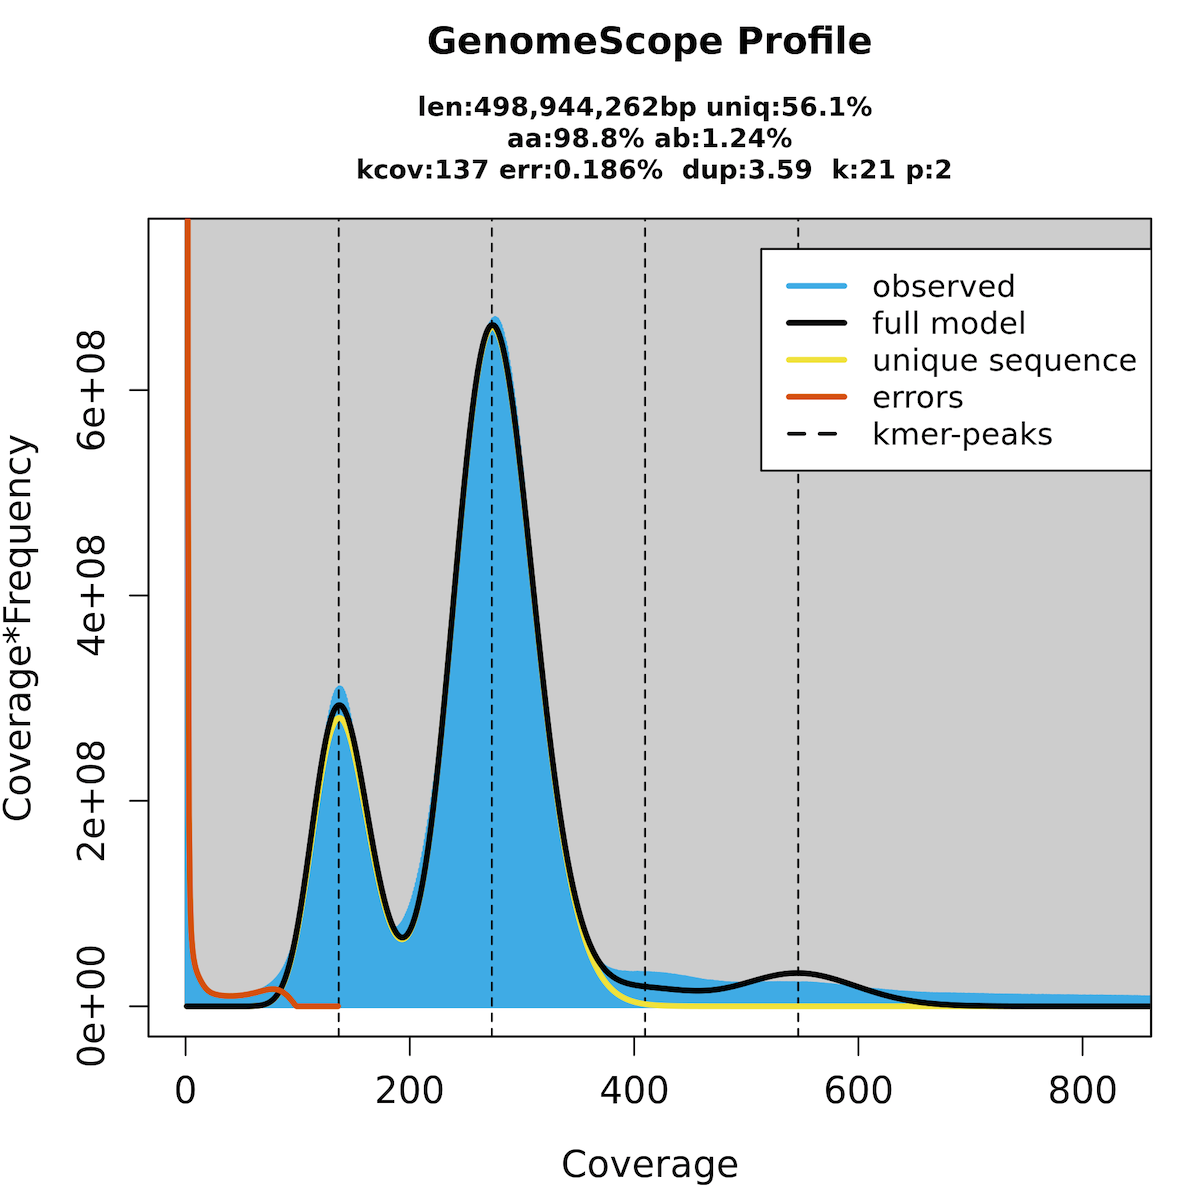 GenomeScope Profile
len:498,944,262bp uniq:56.1%
aa:98.8% ab:1.24%
kcov:137 err:0.186%  dup:3.59  k:21 p:2
observed
full model
unique sequence
errors
kmer-peaks
Coverage*Frequency
6e+08
4e+08
2e+08
0e+00
0 200 400 600 800
Coverage